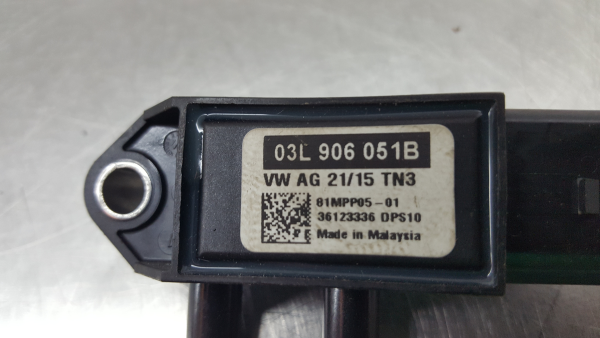 03L 906 051B
VW AG 21/15 TN3
81MPP05-01
36123336 DPS10
Made in Malaysia